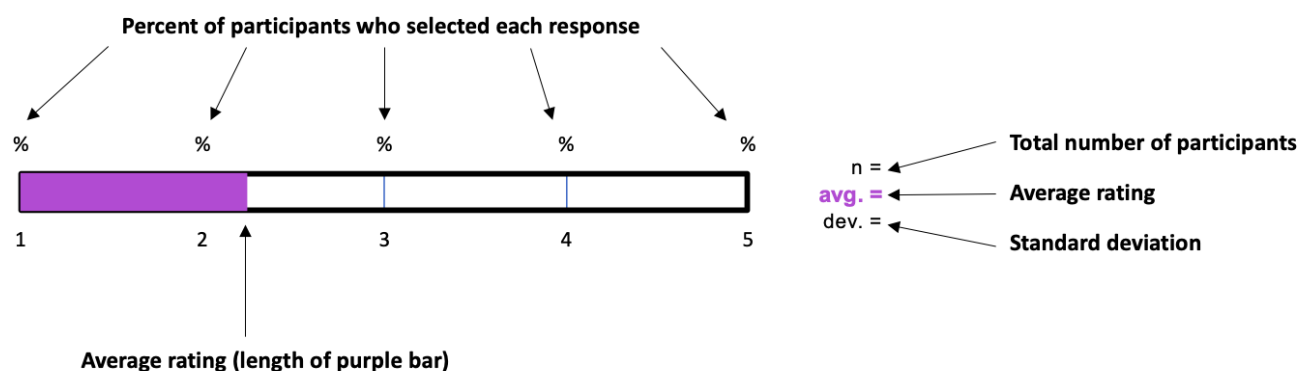 Percent of participants who selected each response
% % % % %
Total number of participants
n =
avg. =
Average rating
dev. =
Standard deviation
1 2 3 4 5
Average rating (length of purple bar)